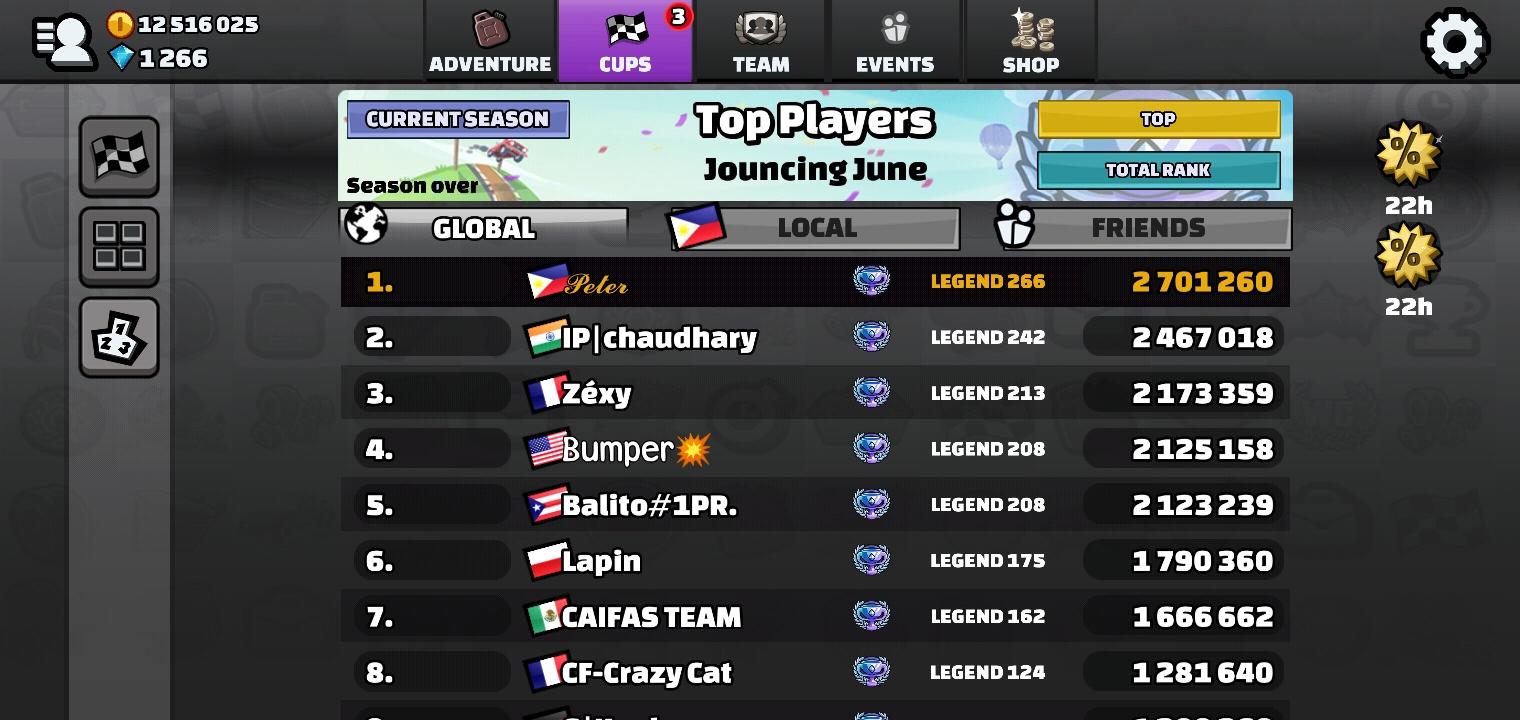 12 516 025
1 266
ADVENTURE
CUPS
3
TEAM
EVENTS
SHOP
CURRENT SEASON
Top Players
TOP
Jouncing June
TOTAL RANK
Season over
GLOBAL
LOCAL
FRIENDS
1. Peter LEGEND 266 2 701 260
2. IP|chaudhary LEGEND 242 2 467 018
3. Zéxy LEGEND 213 2 173 359
4. Bumper💥 LEGEND 208 2 125 158
5. Balito#1PR. LEGEND 208 2 123 239
6. Lapin LEGEND 175 1 790 360
7. CAIFAS TEAM LEGEND 162 1 666 662
8. CF-Crazy Cat LEGEND 124 1 281 640
%
22h
%
22h
1
2 3